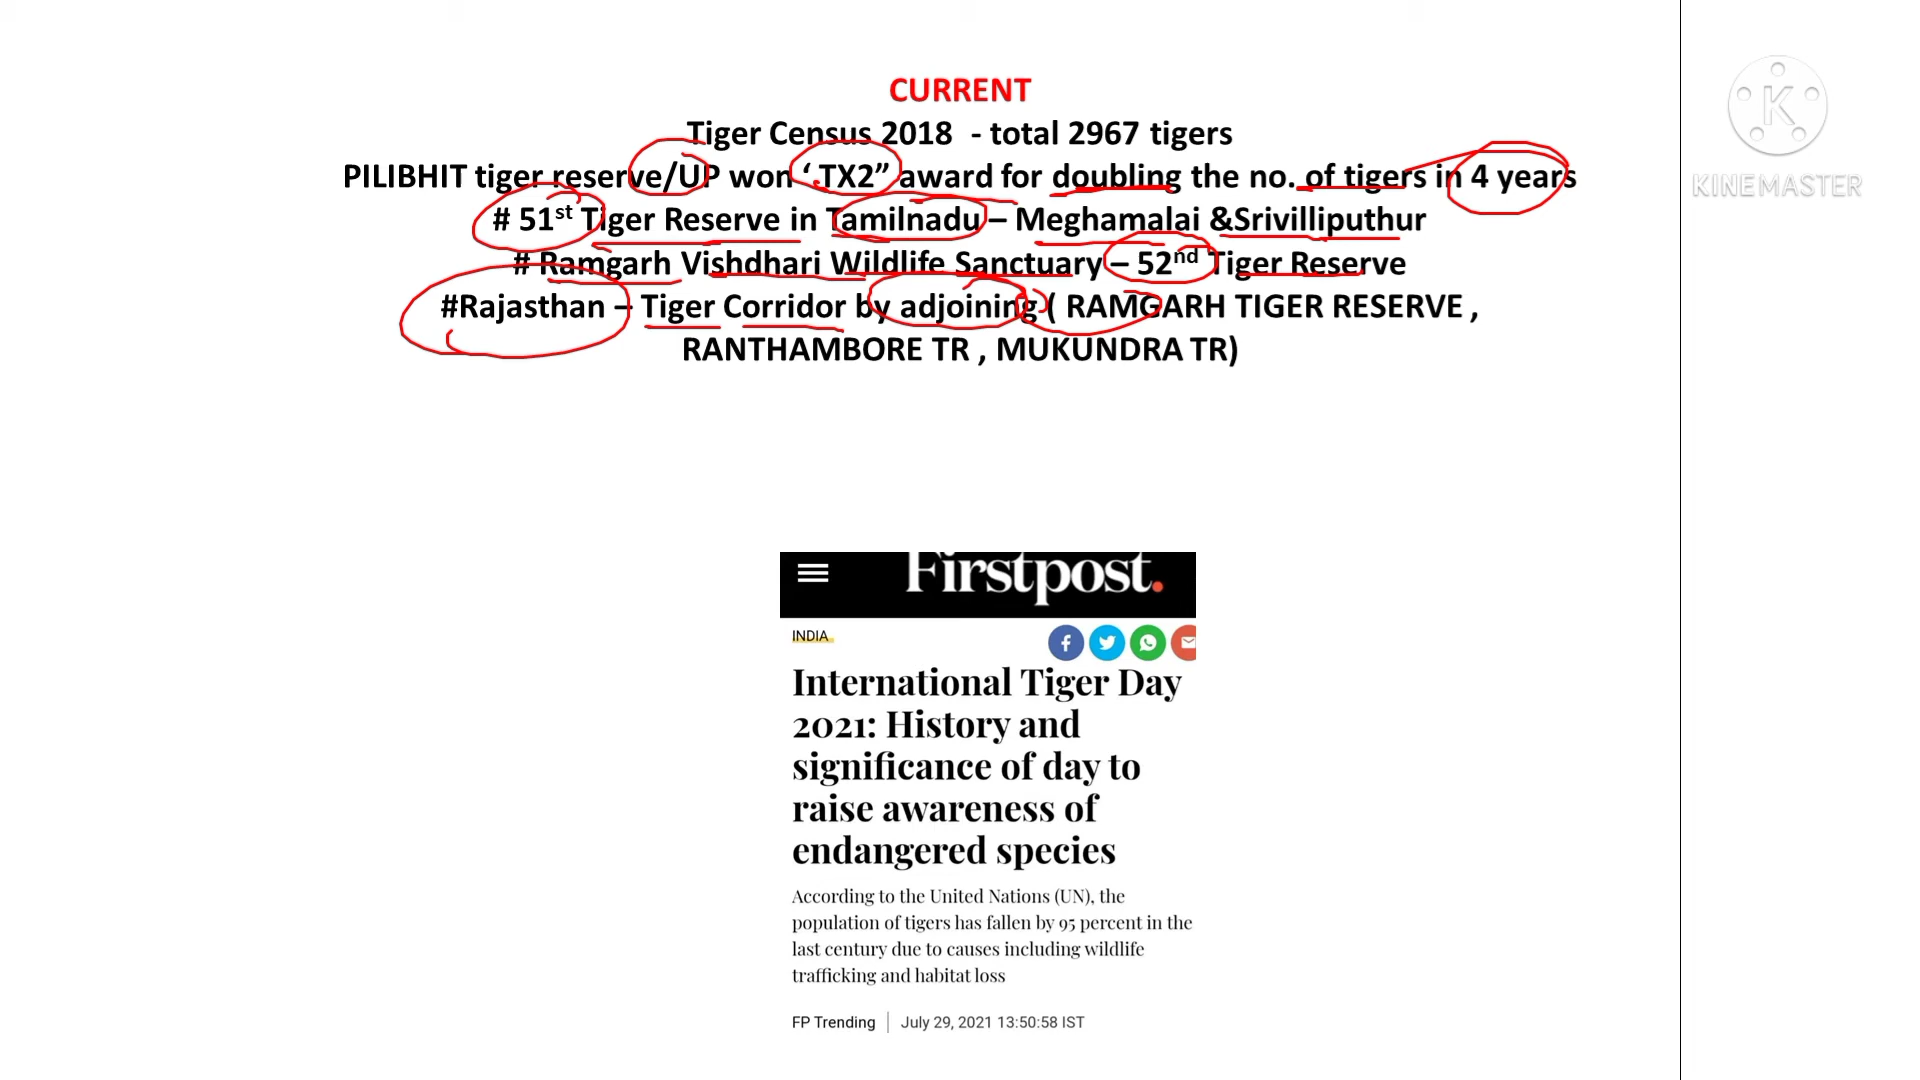 CURRENT
Tiger Census 2018 - total 2967 tigers
PILIBHIT tiger reserve/UP won ‘ TX2” award for doubling the no. of tigers in 4 years
# 51st Tiger Reserve in Tamilnadu – Meghamalai &Srivilliputhur
# Ramgarh Vishdhari Wildlife Sanctuary – 52nd Tiger Reserve
#Rajasthan – Tiger Corridor by adjoining ( RAMGARH TIGER RESERVE ,
RANTHAMBORE TR , MUKUNDRA TR)
K
KINEMASTER
Firstpost.
INDIA
International Tiger Day
2021: History and
significance of day to
raise awareness of
endangered species
According to the United Nations (UN), the
population of tigers has fallen by 95 percent in the
last century due to causes including wildlife
trafficking and habitat loss
FP Trending | July 29, 2021 13:50:58 IST